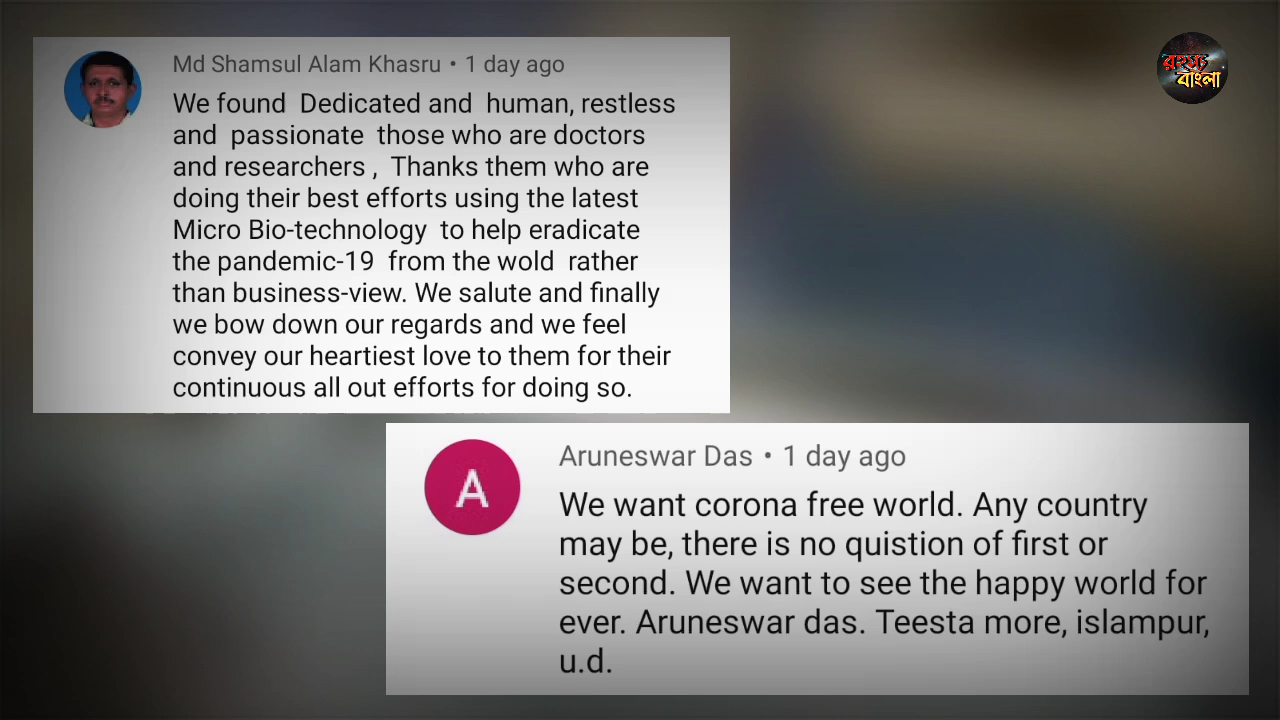 Md Shamsul Alam Khasru • 1 day ago
We found Dedicated and human, restless
and passionate those who are doctors
and researchers , Thanks them who are
doing their best efforts using the latest
Micro Bio-technology to help eradicate
the pandemic-19 from the wold rather
than business-view. We salute and finally
we bow down our regards and we feel
convey our heartiest love to them for their
continuous all out efforts for doing so.
রহস্য
বাংলা
A
Aruneswar Das • 1 day ago
We want corona free world. Any country
may be, there is no quistion of first or
second. We want to see the happy world for
ever. Aruneswar das. Teesta more, islampur,
u.d.